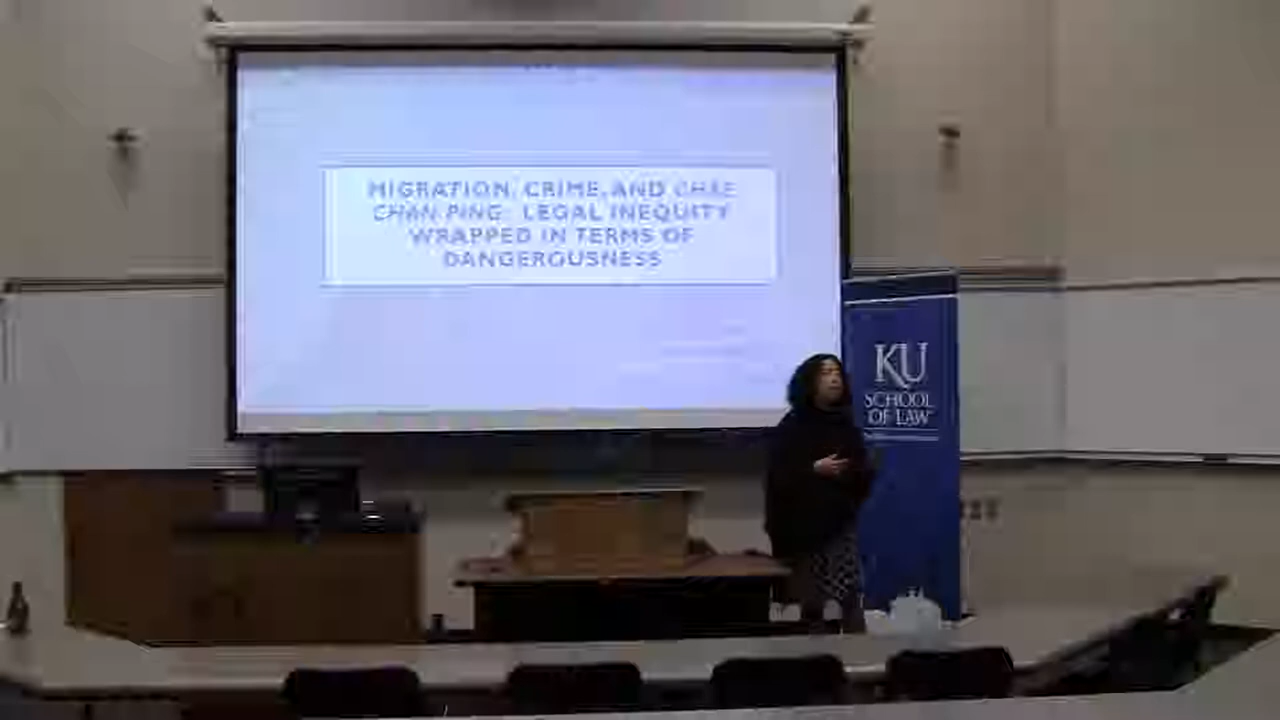 MIGRATION, CRIME, AND CHAE
CHAN PING: LEGAL INEQUITY
WRAPPED IN TERMS OF
DANGEROUSNESS
KU
SCHOOL
OF LAW